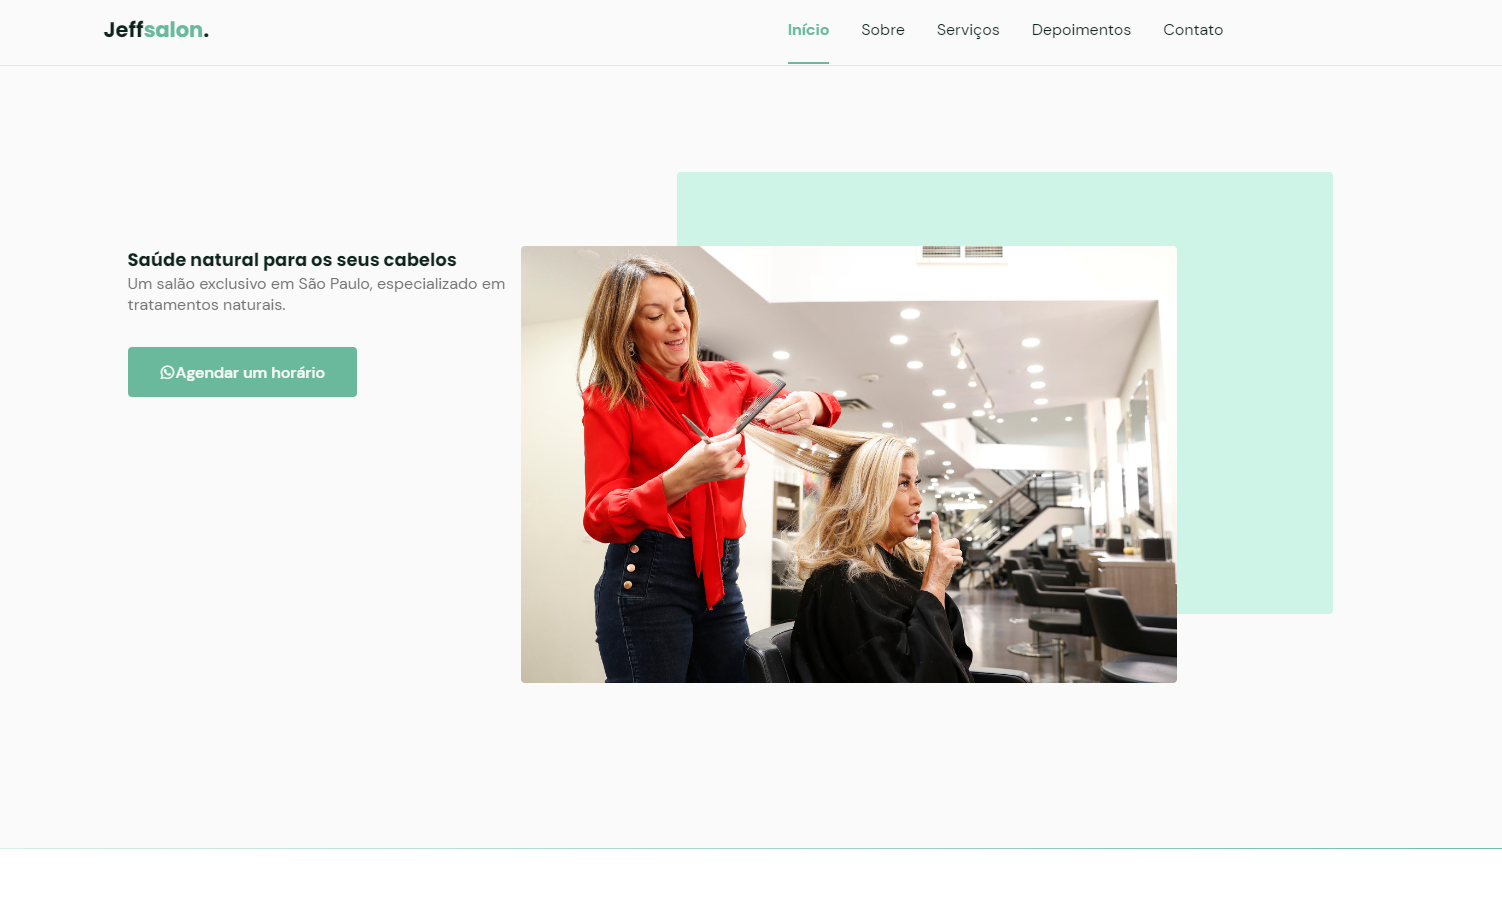 Jeffsalon.
Início Sobre Serviços Depoimentos Contato
Saúde natural para os seus cabelos
Um salão exclusivo em São Paulo, especializado em
tratamentos naturais.
Agendar um horário